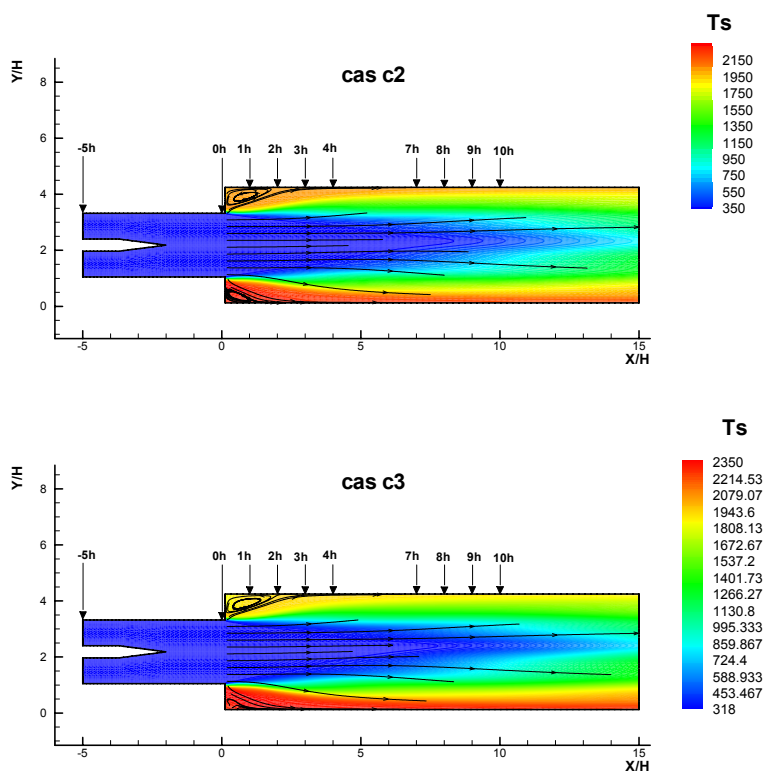 Ts
2150
1950
1750
1550
1350
1150
950
750
550
350
cas c2
Y/H
8
6
4
2
0
-5h
0h
1h
2h
3h
4h
7h
8h
9h
10h
-5
0
5
10
15
X/H
Ts
2350
2214.53
2079.07
1943.6
1808.13
1672.67
1537.2
1401.73
1266.27
1130.8
995.333
859.867
724.4
588.933
453.467
318
cas c3
Y/H
8
6
4
2
0
-5h
0h
1h
2h
3h
4h
7h
8h
9h
10h
-5
0
5
10
15
X/H